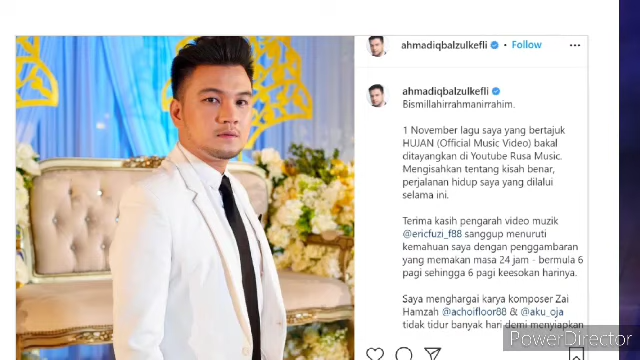 ahmadiqbalzulkefli • Follow ...
ahmadiqbalzulkefli
Bismillahirrahmanirrahim.
1 November lagu saya yang bertajuk
HUJAN (Official Music Video) bakal
ditayangkan di Youtube Rusa Music.
Mengisahkan tentang kisah benar,
perjalanan hidup saya yang dilalui
selama ini.
Terima kasih pengarah video muzik
@ericfuzi_f88 sanggup menuruti
kemahuan saya dengan penggambaran
yang memakan masa 24 jam - bermula 6
pagi sehingga 6 pagi keesokan harinya.
Saya menghargai karya komposer Zai
Hamzah @achoifloor88 & @aku_oja
tidak tidur banyak hari demi menyiapkan
PowerDirector